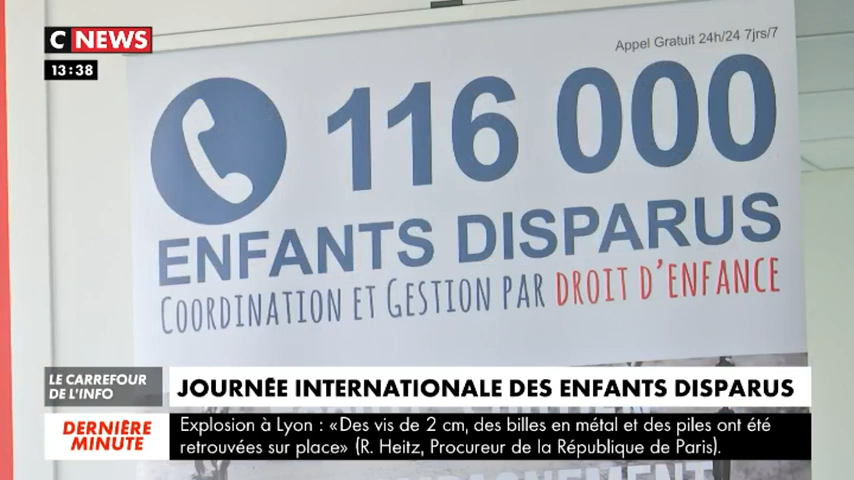 CNEWS
13:38
Appel Gratuit 24h/24 7jrs/7
116 000
ENFANTS DISPARUS
COORDINATION ET GESTION PAR DROIT D'ENFANCE
LE CARREFOUR
DE L'INFO
JOURNÉE INTERNATIONALE DES ENFANTS DISPARUS
DERNIÈRE
MINUTE
Explosion à Lyon : «Des vis de 2 cm, des billes en métal et des piles ont été
retrouvées sur place» (R. Heitz, Procureur de la République de Paris).